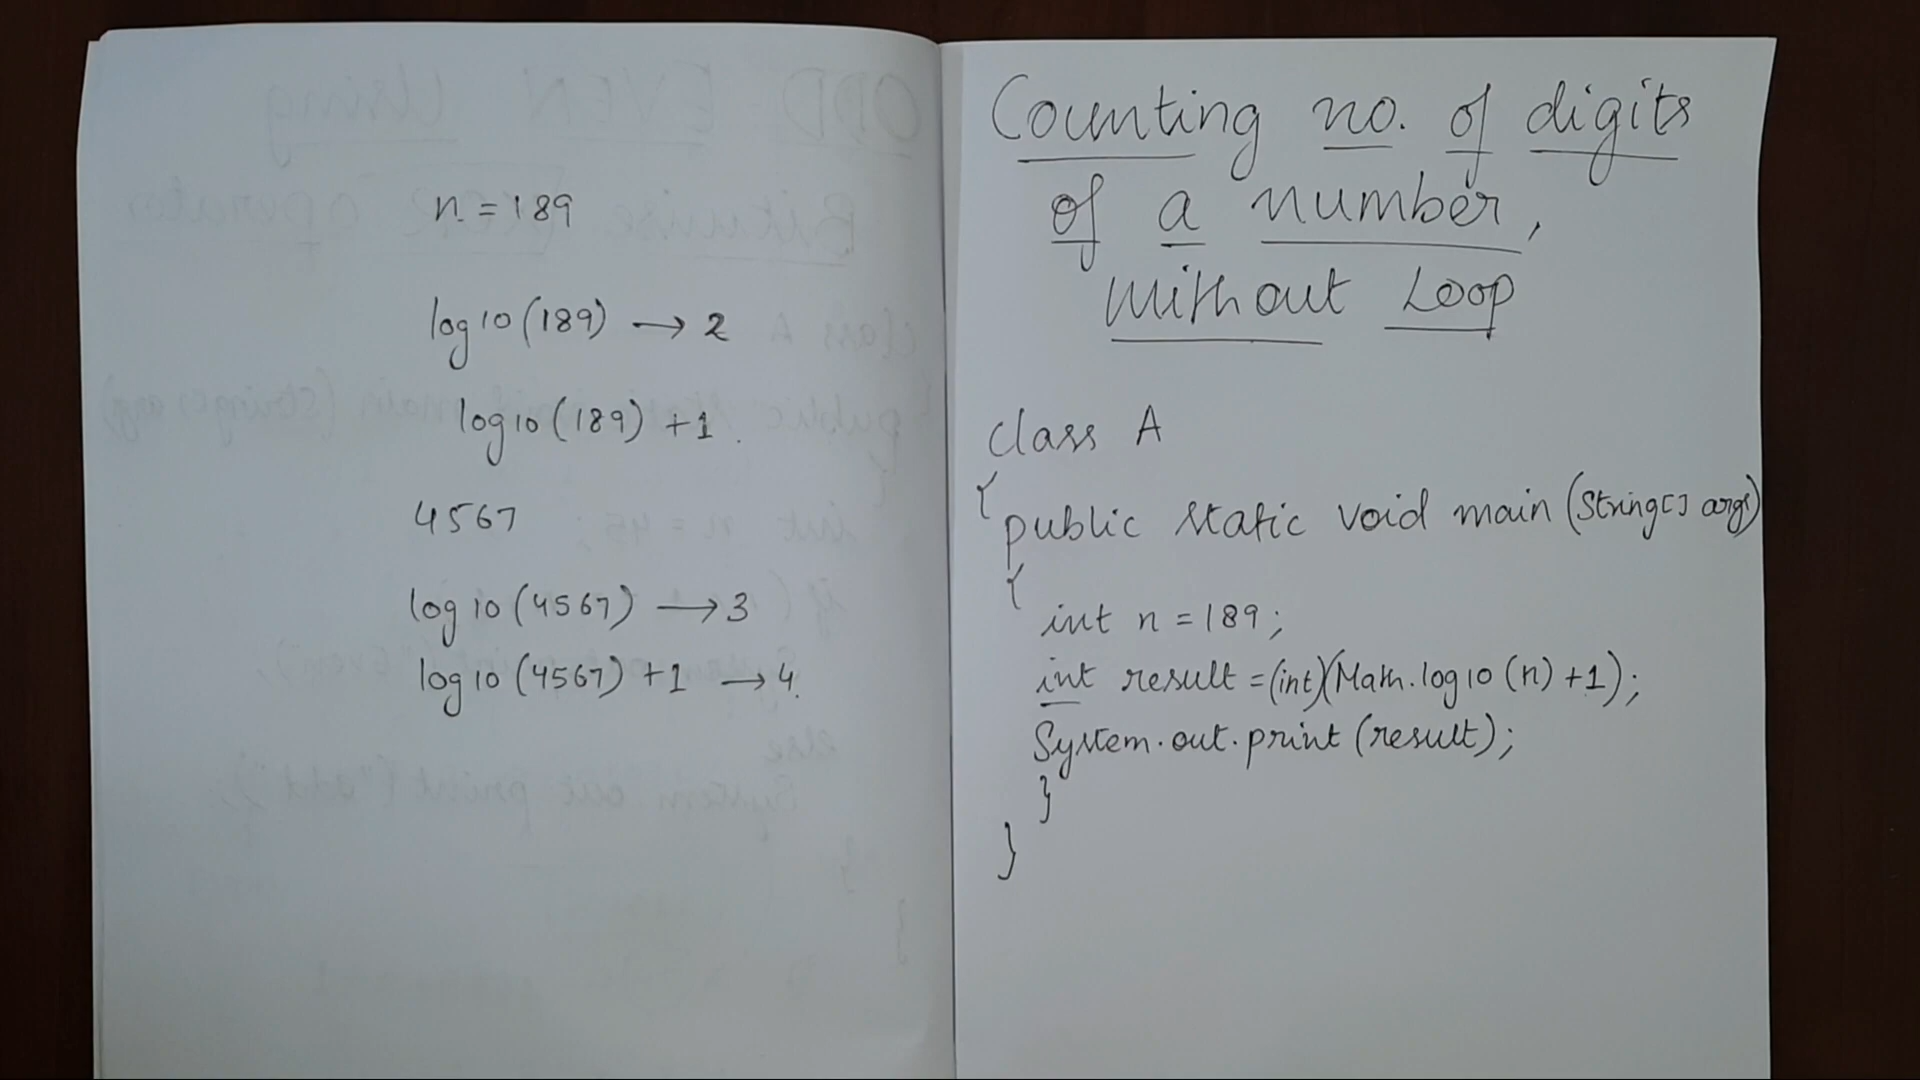 n = 189
log10(189) → 2
log10(189) +1.
4567
log10(4567) → 3
log10(4567) +1 → 4.
Counting no. of digits
of a number,
without Loop
class A
{
public static void main(String[] args)
{
int n = 189;
int result = (int)(Math.log10(n) +1);
System.out.print(result);
}
}